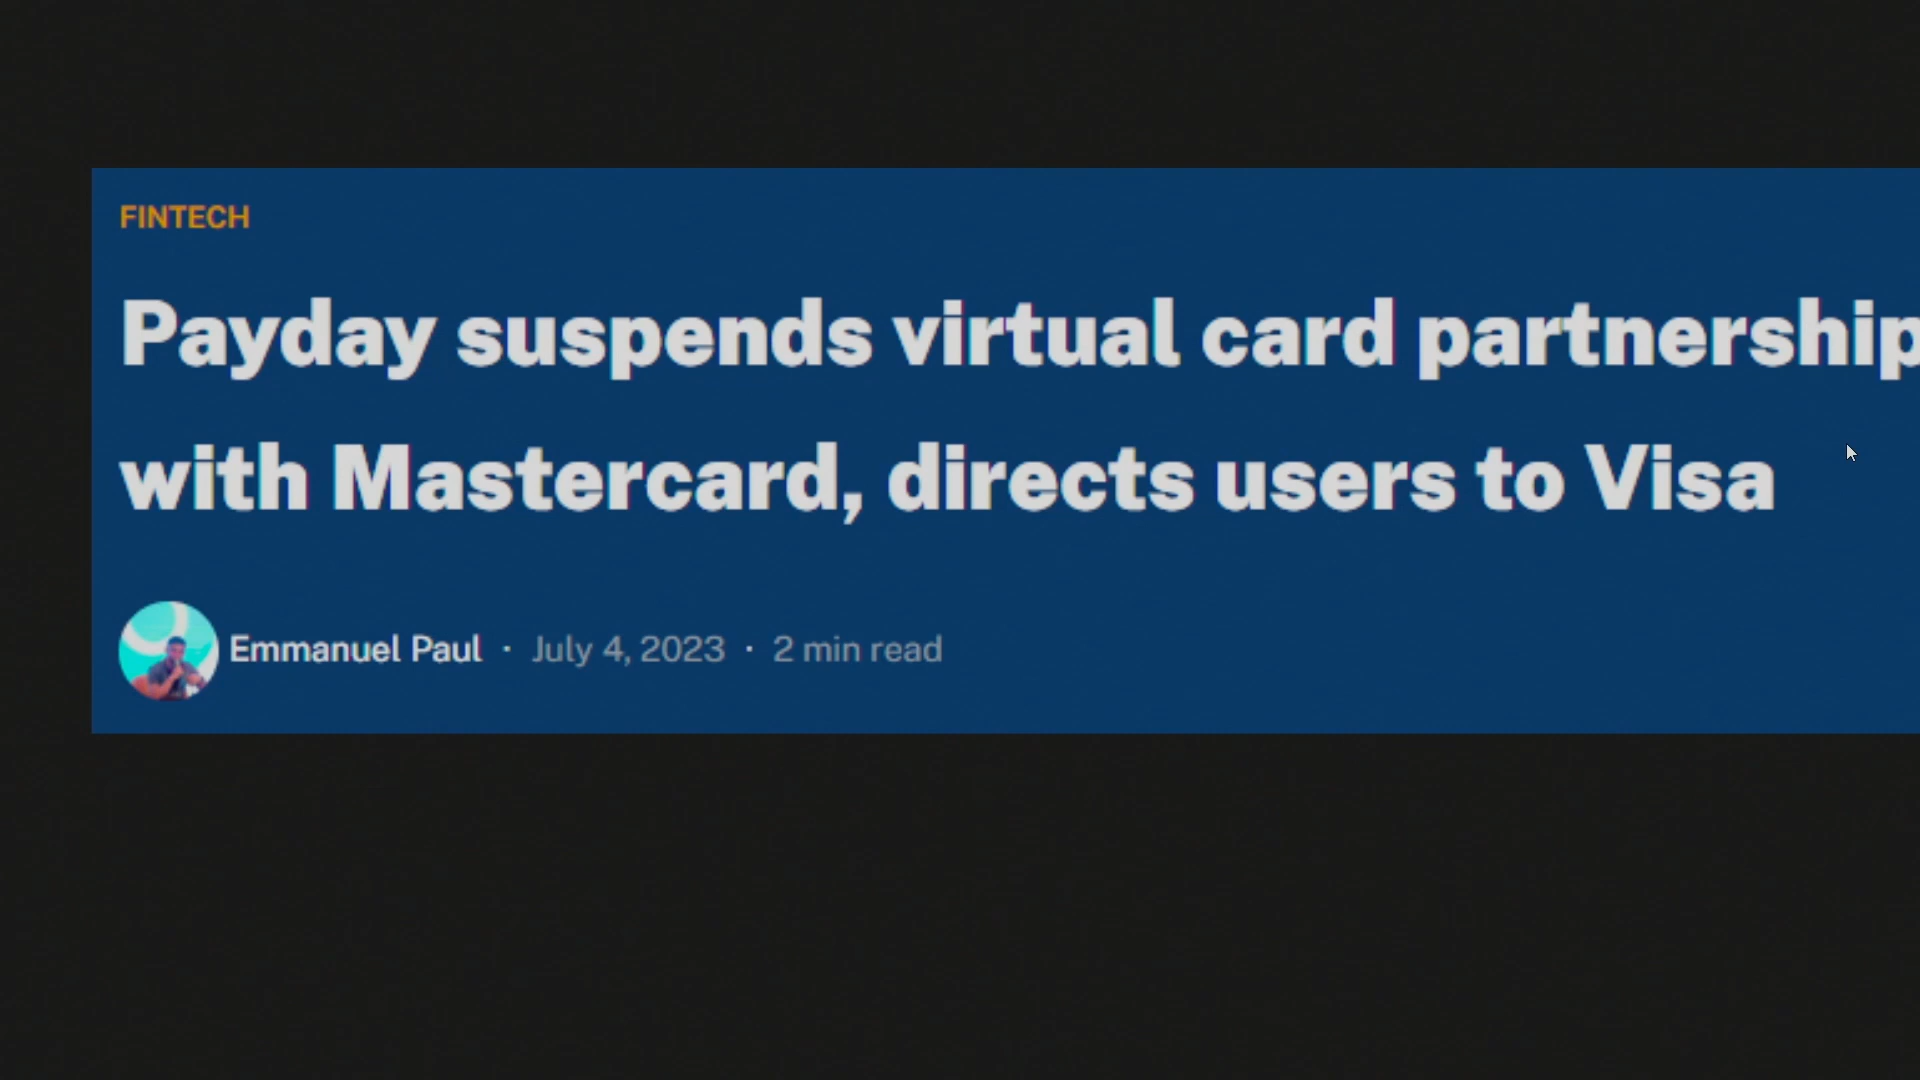 FINTECH
Payday suspends virtual card partnership
with Mastercard, directs users to Visa
Emmanuel Paul · July 4, 2023 · 2 min read